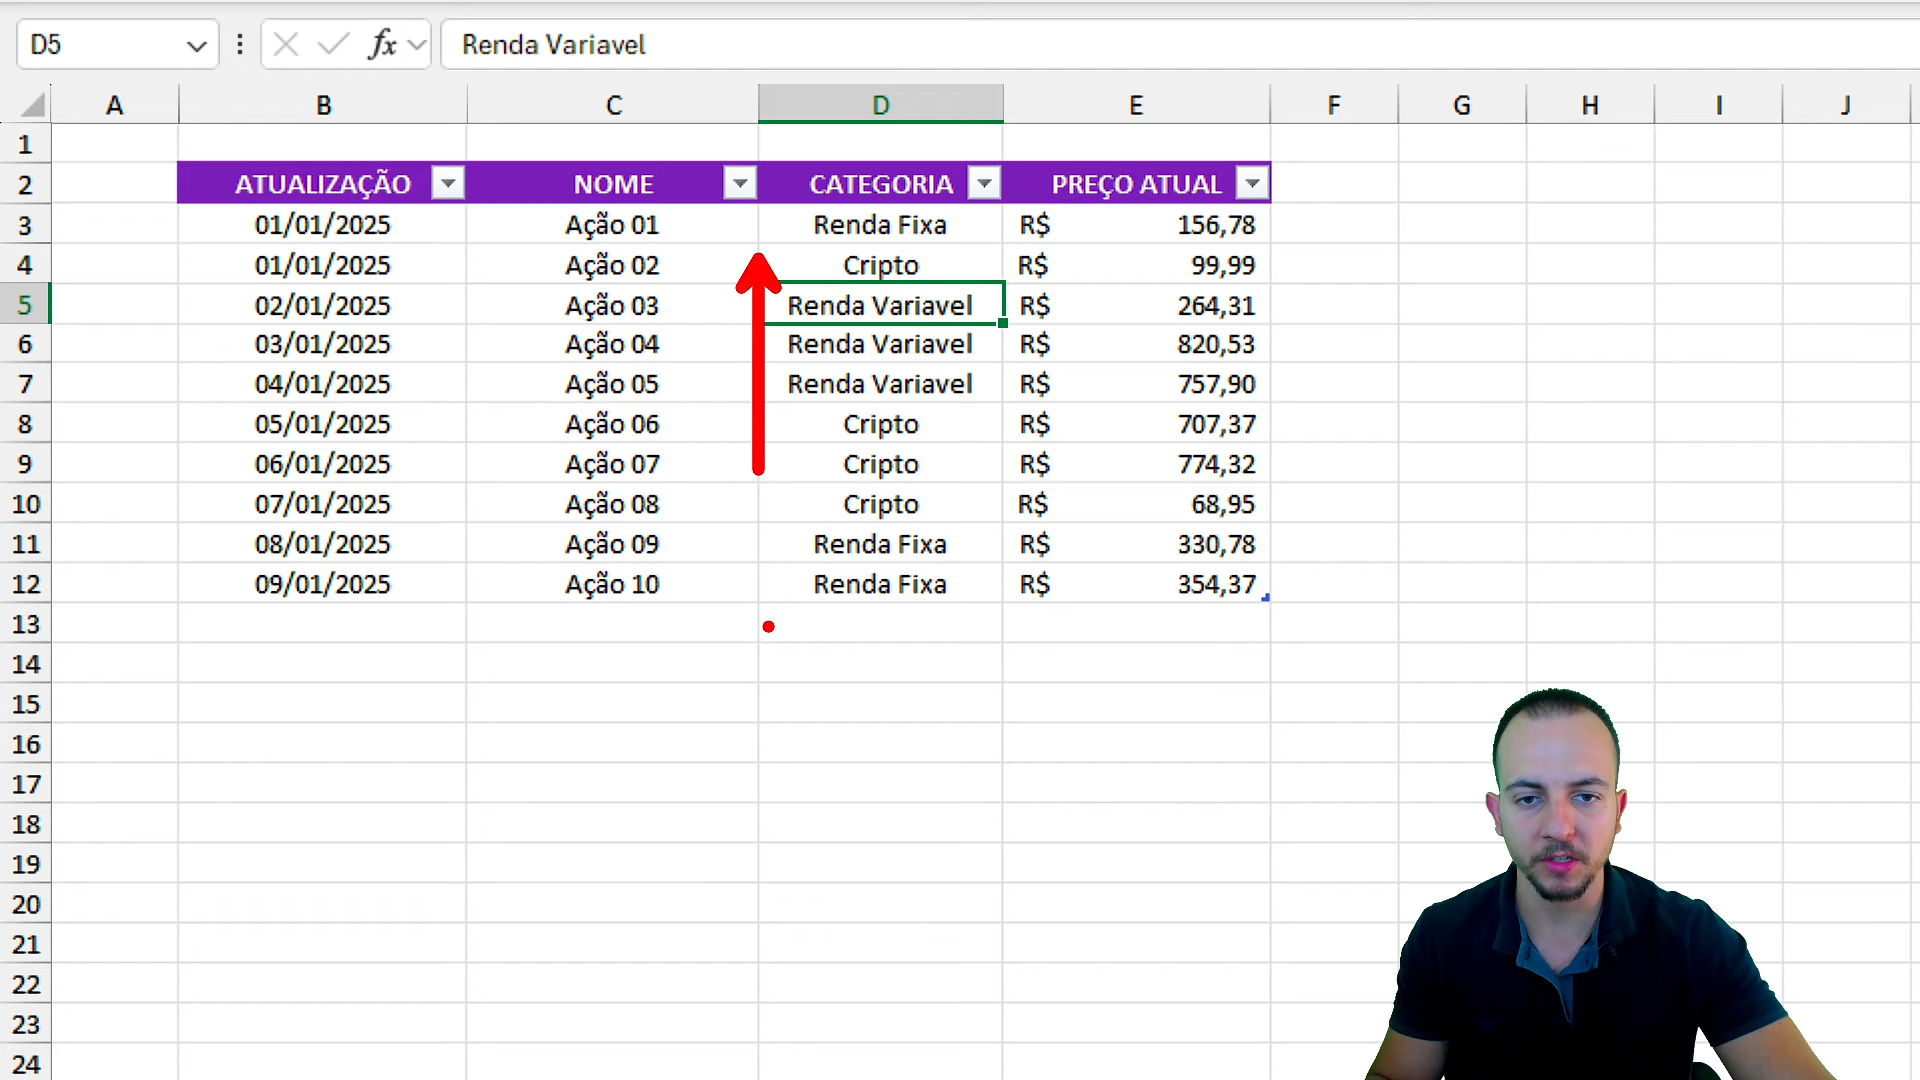 D5 fx Renda Variavel
A B C D E F G H I J
1
2 ATUALIZAÇÃO NOME CATEGORIA PREÇO ATUAL
3 01/01/2025 Ação 01 Renda Fixa R$ 156,78
4 01/01/2025 Ação 02 Cripto R$ 99,99
5 02/01/2025 Ação 03 Renda Variavel R$ 264,31
6 03/01/2025 Ação 04 Renda Variavel R$ 820,53
7 04/01/2025 Ação 05 Renda Variavel R$ 757,90
8 05/01/2025 Ação 06 Cripto R$ 707,37
9 06/01/2025 Ação 07 Cripto R$ 774,32
10 07/01/2025 Ação 08 Cripto R$ 68,95
11 08/01/2025 Ação 09 Renda Fixa R$ 330,78
12 09/01/2025 Ação 10 Renda Fixa R$ 354,37
13
14
15
16
17
18
19
20
21
22
23
24